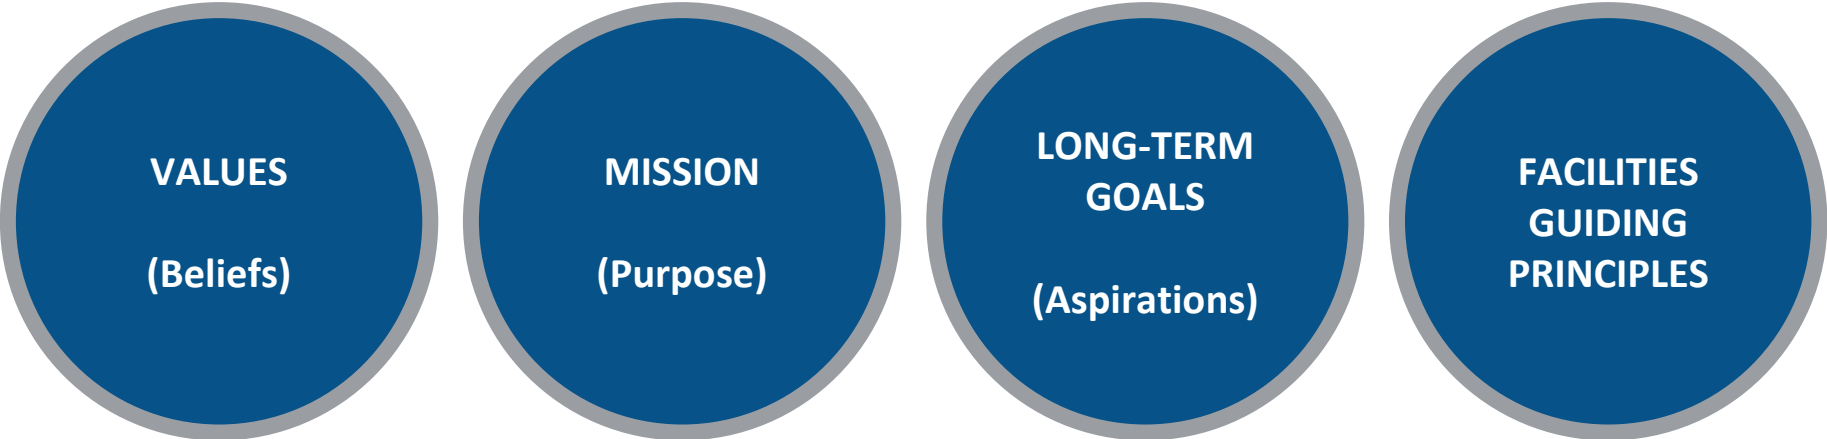 VALUES
(Beliefs)
MISSION
(Purpose)
LONG-TERM
GOALS
(Aspirations)
FACILITIES
GUIDING
PRINCIPLES